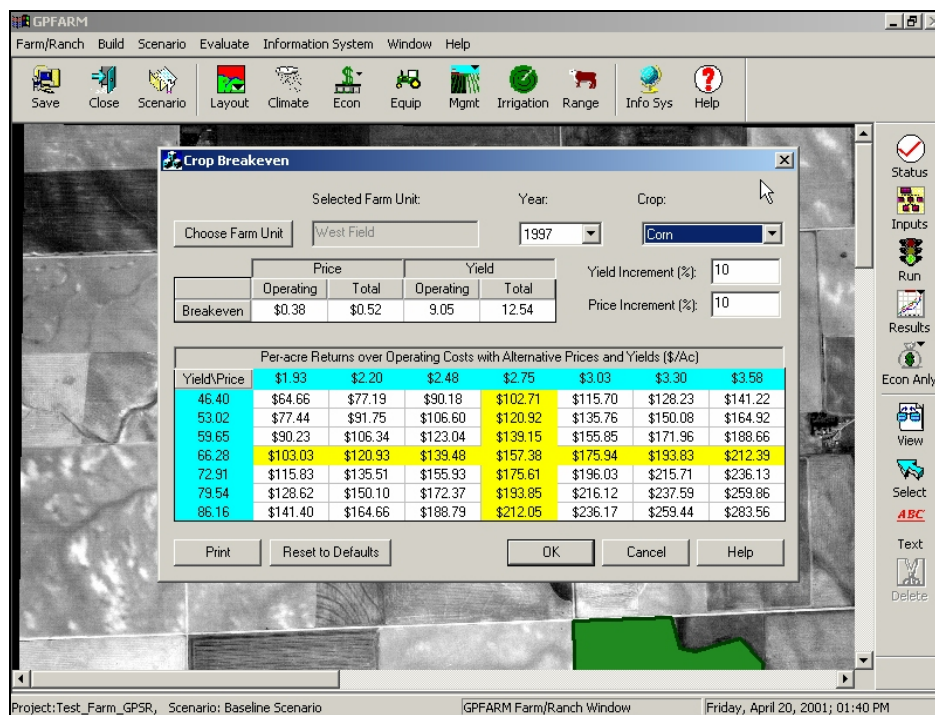 GPFARM
Farm/Ranch Build Scenario Evaluate Information System Window Help
Save Close Scenario Layout Climate Econ Equip Mgmt Irrigation Range Info Sys Help
Crop Breakeven
Selected Farm Unit: Year: Crop:
Choose Farm Unit West Field 1997 Corn
Price Yield Yield Increment (%): 10
Operating Total Operating Total
Breakeven $0.38 $0.52 9.05 12.54 Price Increment (%): 10
Per-acre Returns over Operating Costs with Alternative Prices and Yields ($/Ac)
Yield\Price $1.93 $2.20 $2.48 $2.75 $3.03 $3.30 $3.58
46.40 $64.66 $77.19 $90.18 $102.71 $115.70 $128.23 $141.22
53.02 $77.44 $91.75 $106.60 $120.92 $135.76 $150.08 $164.92
59.65 $90.23 $106.34 $123.04 $139.15 $155.85 $171.96 $188.66
66.28 $103.03 $120.93 $139.48 $157.38 $175.94 $193.83 $212.39
72.91 $115.83 $135.51 $155.93 $175.61 $196.03 $215.71 $236.13
79.54 $128.62 $150.10 $172.37 $193.85 $216.12 $237.59 $259.86
86.16 $141.40 $164.66 $188.79 $212.05 $236.17 $259.44 $283.56
Print Reset to Defaults OK Cancel Help
Status
Inputs
Run
Results
Econ Anly
View
Select
ABC
Text
Delete
Project:Test_Farm_GPSR, Scenario: Baseline Scenario GPFARM Farm/Ranch Window Friday, April 20, 2001; 01:40 PM